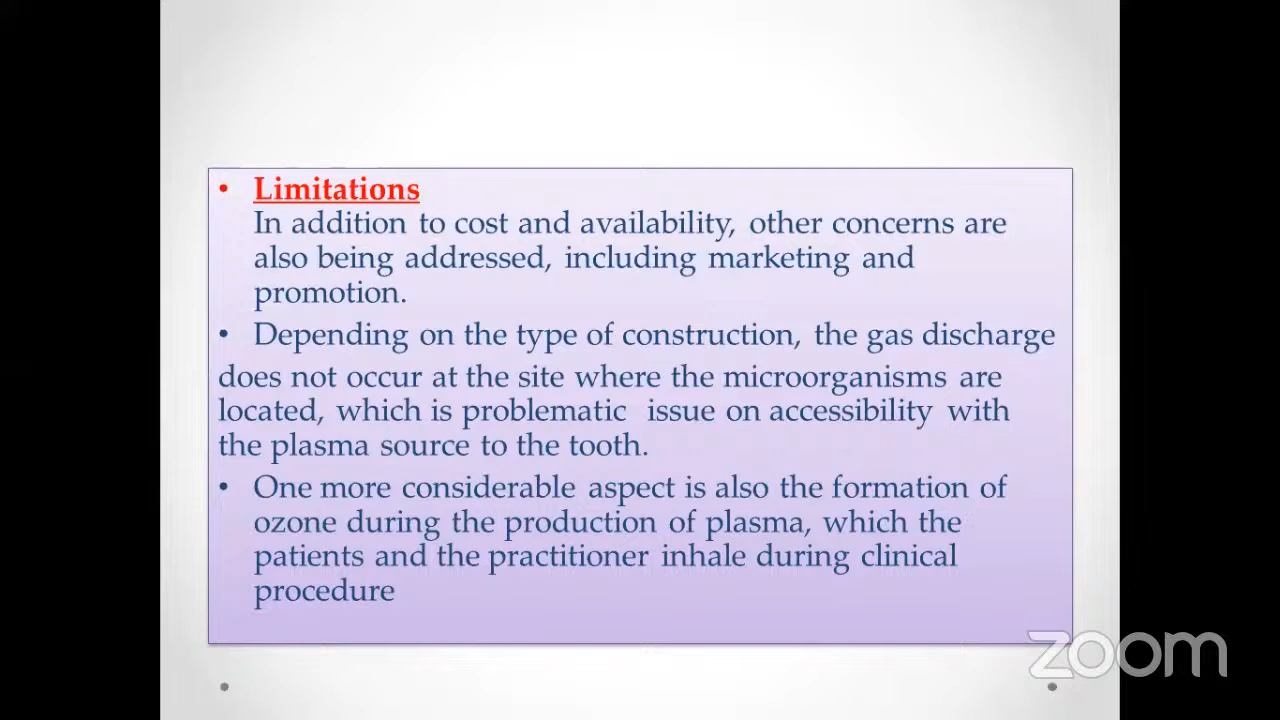 • Limitations
In addition to cost and availability, other concerns are
also being addressed, including marketing and
promotion.
• Depending on the type of construction, the gas discharge
does not occur at the site where the microorganisms are
located, which is problematic issue on accessibility with
the plasma source to the tooth.
• One more considerable aspect is also the formation of
ozone during the production of plasma, which the
patients and the practitioner inhale during clinical
procedure
zoom